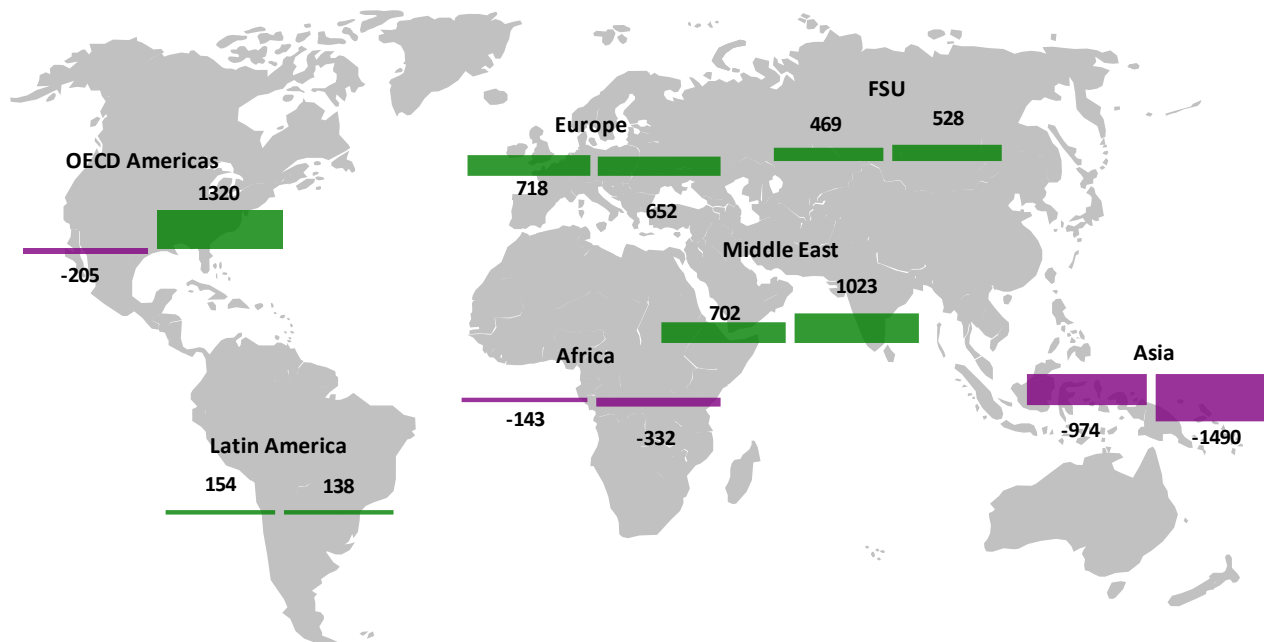 FSU
469 528
Europe
718
652
OECD Americas
1320
-205
Middle East
702
1023
Africa
-143
-332
Asia
-974
-1490
Latin America
154 138